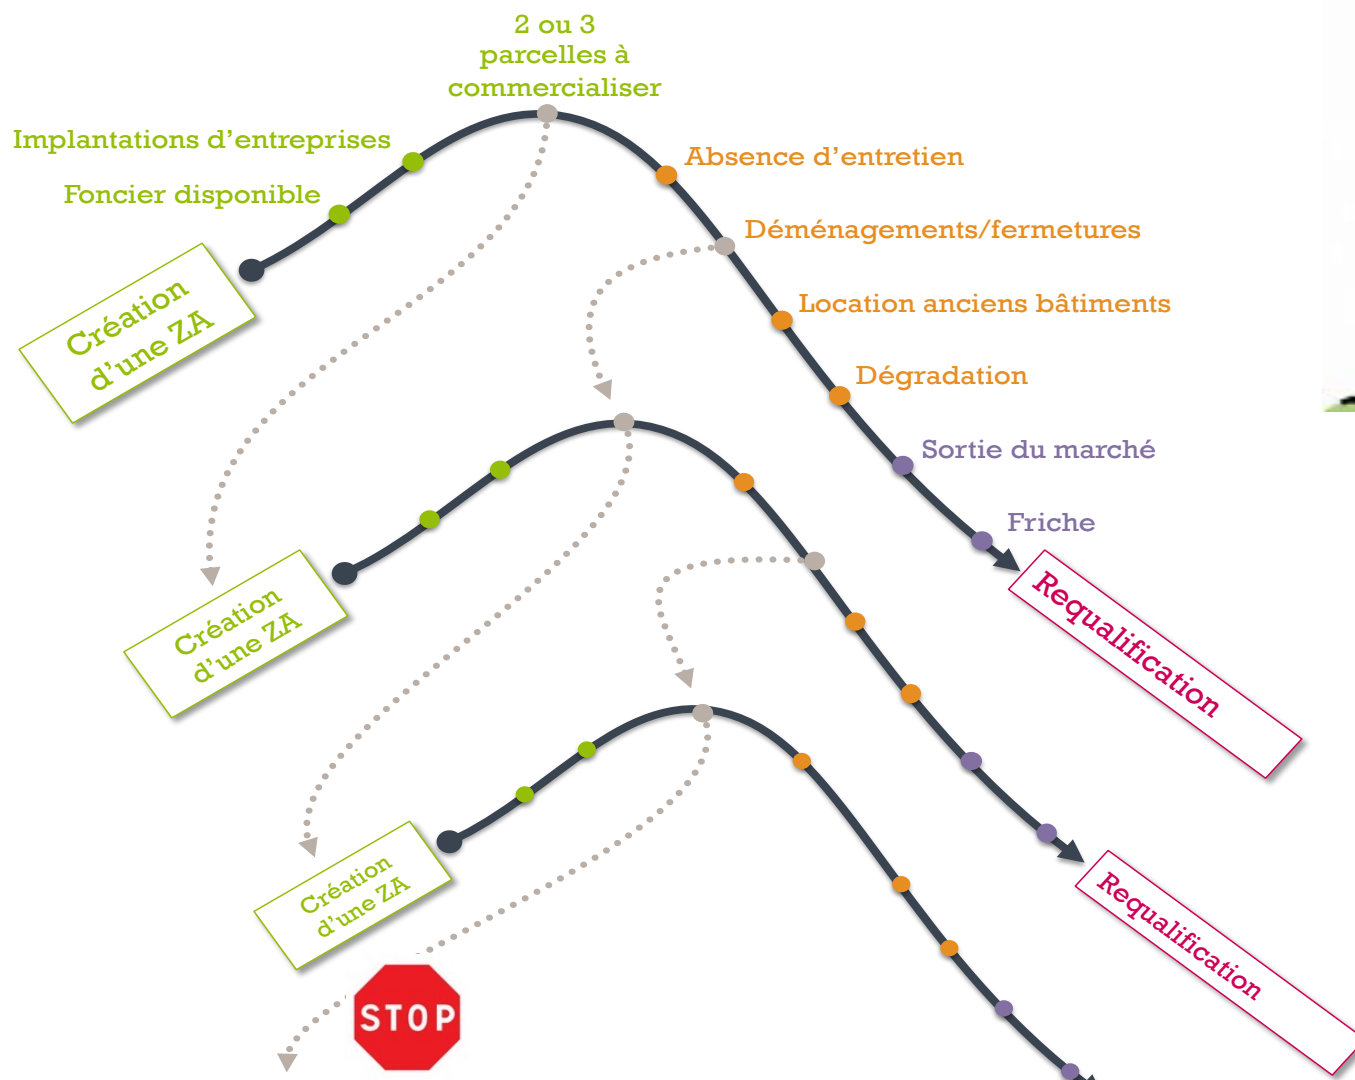 2 ou 3
parcelles à
commercialiser
Implantations d'entreprises
Foncier disponible
Création
d'une ZA
Absence d'entretien
Déménagements/fermetures
Location anciens bâtiments
Dégradation
Sortie du marché
Friche
Requalification
Création
d'une ZA
Requalification
Création
d'une ZA
STOP